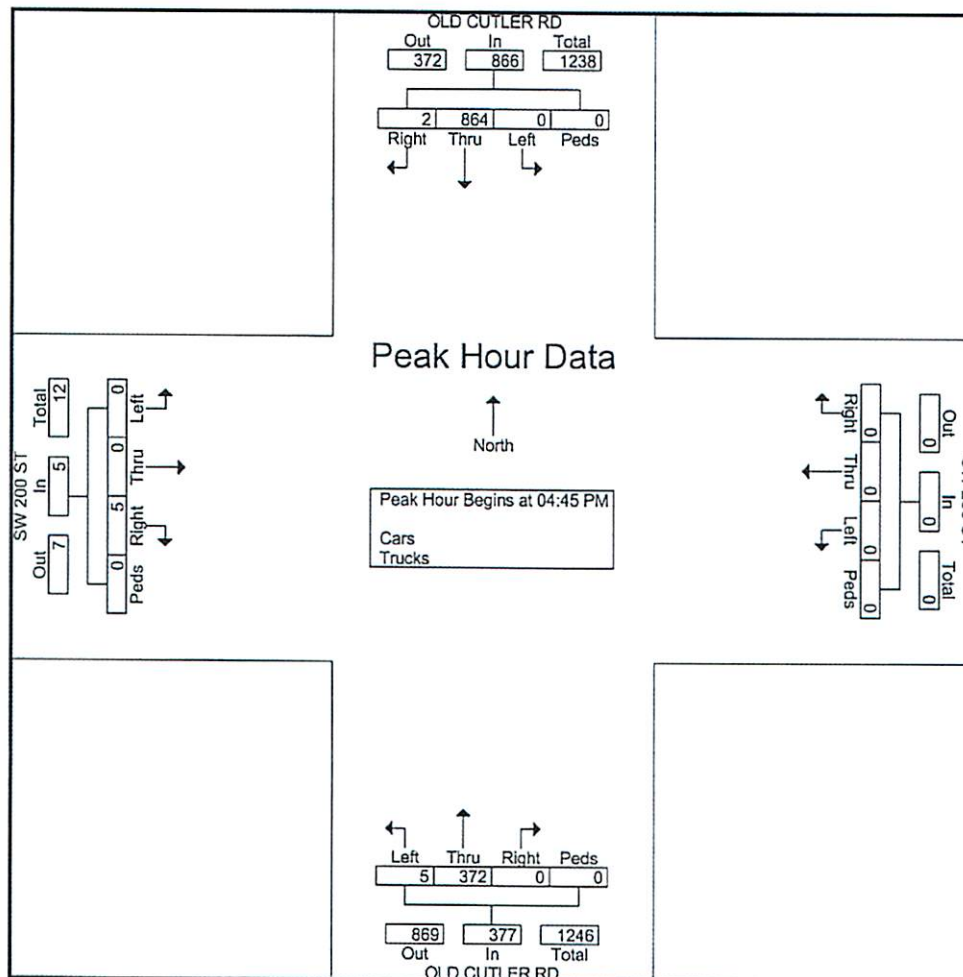 OLD CUTLER RD
Out In Total
372 866 1238
2 864 0 0
Right Thru Left Peds
Peak Hour Data
North
Peak Hour Begins at 04:45 PM
Cars
Trucks
SW 200 ST
Total In Out
12 5 7
0 0 5 0
Left Thru Right Peds
Out In Total
0 0 0
Right Thru Left Peds
0 0 0 0
Left Thru Right Peds
5 372 0 0
869 377 1246
Out In Total
OLD CUTLER RD